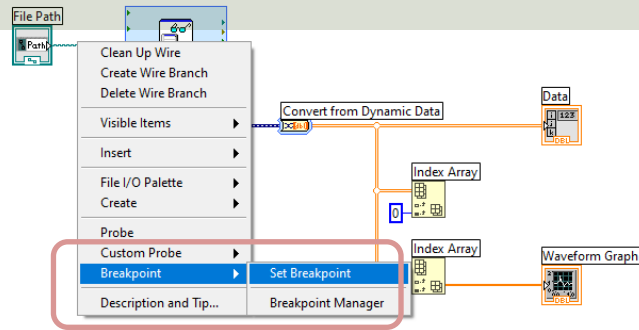 File Path
Path
Clean Up Wire
Create Wire Branch
Delete Wire Branch
Visible Items
Insert
File I/O Palette
Create
Probe
Custom Probe
Breakpoint
Description and Tip...
Set Breakpoint
Breakpoint Manager
Convert from Dynamic Data
Data
123
DBL
Index Array
0
Index Array
Waveform Graph
DBL